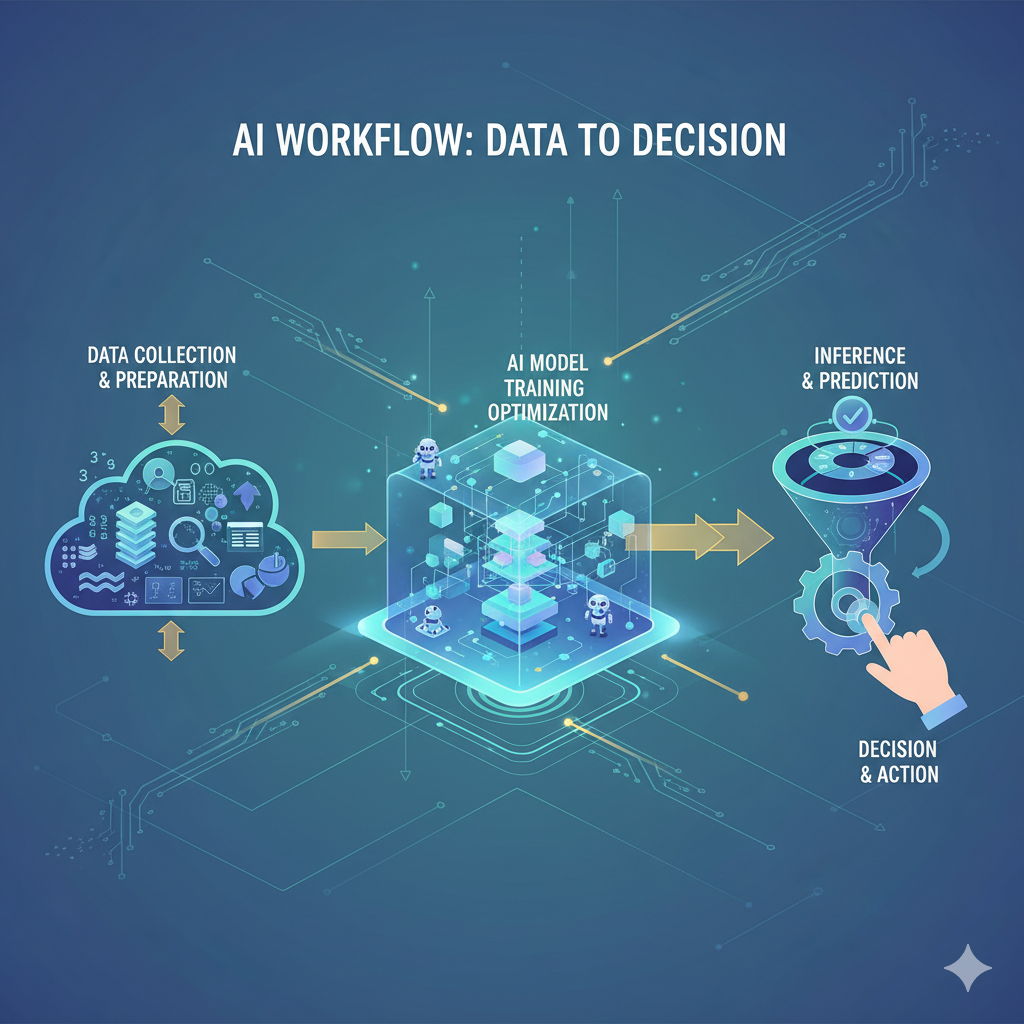 AI WORKFLOW: DATA TO DECISION
DATA COLLECTION
& PREPARATION
AI MODEL
TRAINING
OPTIMIZATION
INFERENCE
& PREDICTION
DECISION
& ACTION